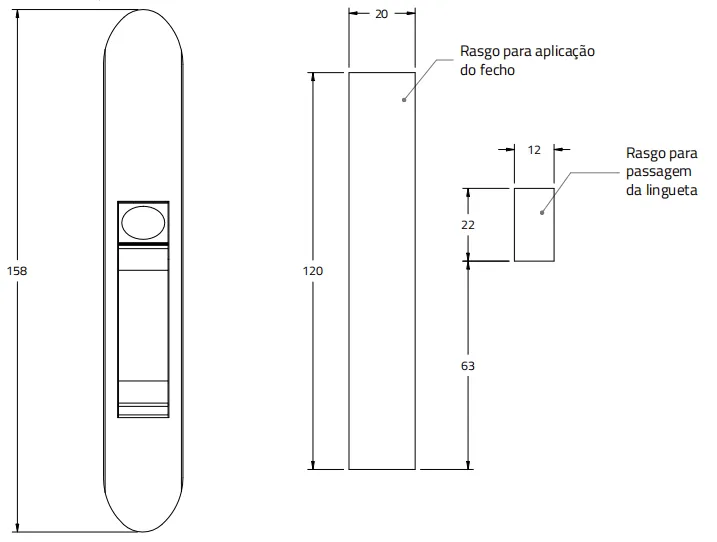 20
Rasgo para aplicação
do fecho
12
Rasgo para
passagem
da lingueta
22
158
120
63